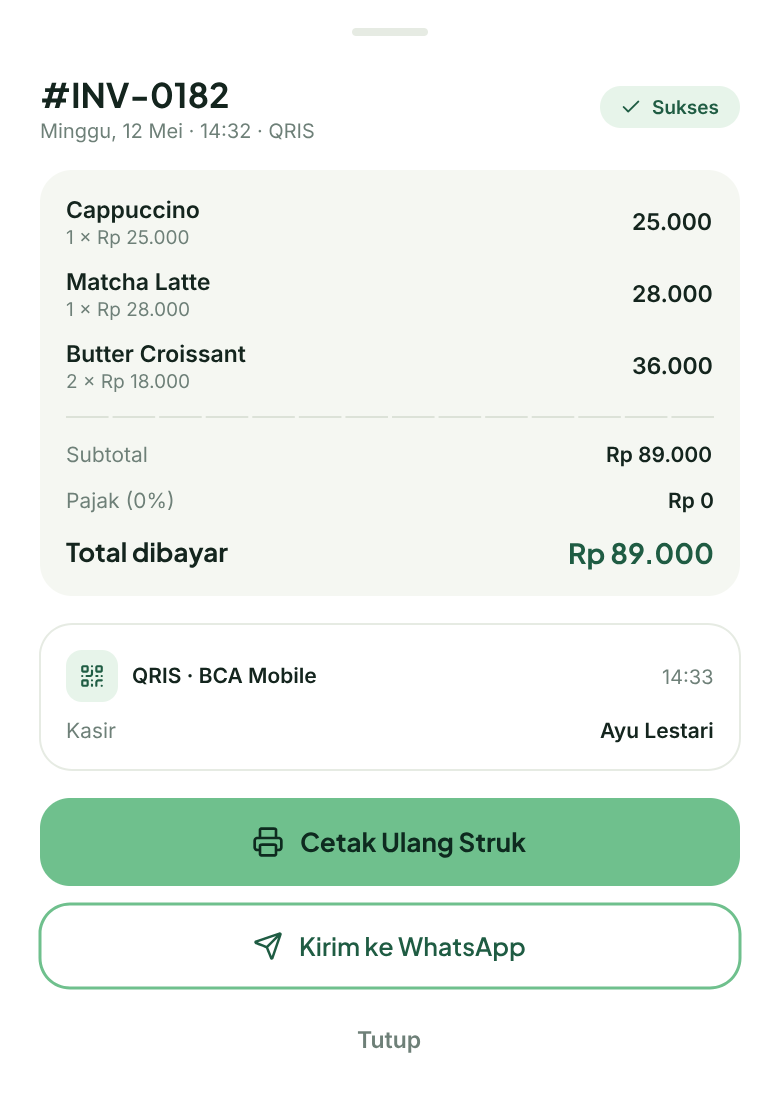 #INV-0182
Sukses
Minggu, 12 Mei · 14:32 · QRIS
Cappuccino
25.000
1 × Rp 25.000
Matcha Latte
28.000
1 × Rp 28.000
Butter Croissant
36.000
2 × Rp 18.000
Subtotal Rp 89.000
Pajak (0%) Rp 0
Total dibayar Rp 89.000
QRIS · BCA Mobile 14:33
Kasir Ayu Lestari
Cetak Ulang Struk
Kirim ke WhatsApp
Tutup